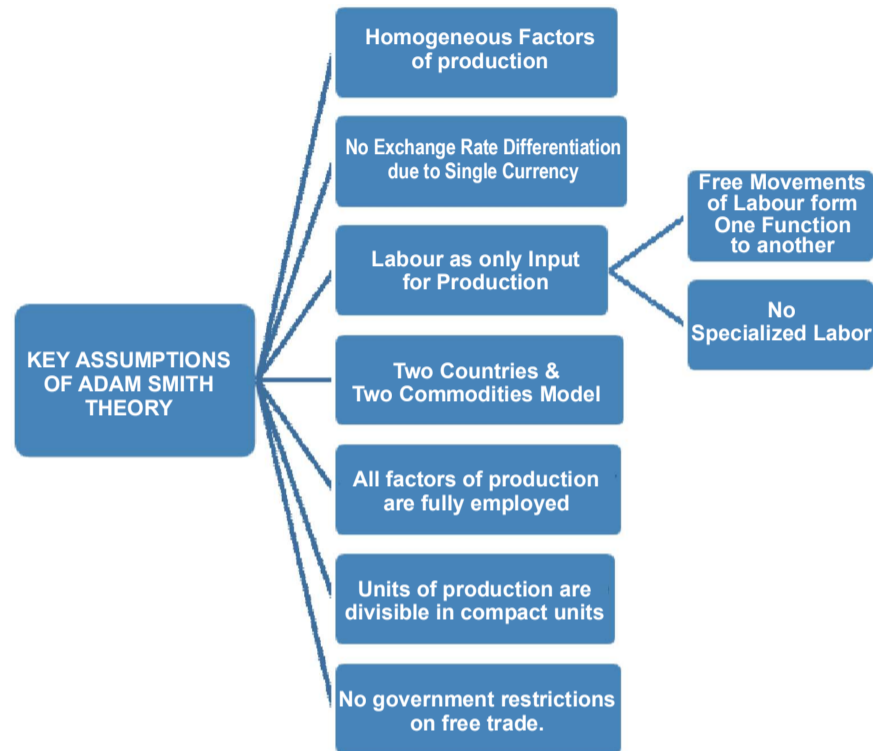 Homogeneous Factors
of production
No Exchange Rate Differentiation
due to Single Currency
Labour as only Input
for Production
Free Movements
of Labour form
One Function
to another
No
Specialized Labor
KEY ASSUMPTIONS
OF ADAM SMITH
THEORY
Two Countries &
Two Commodities Model
All factors of production
are fully employed
Units of production are
divisible in compact units
No government restrictions
on free trade.